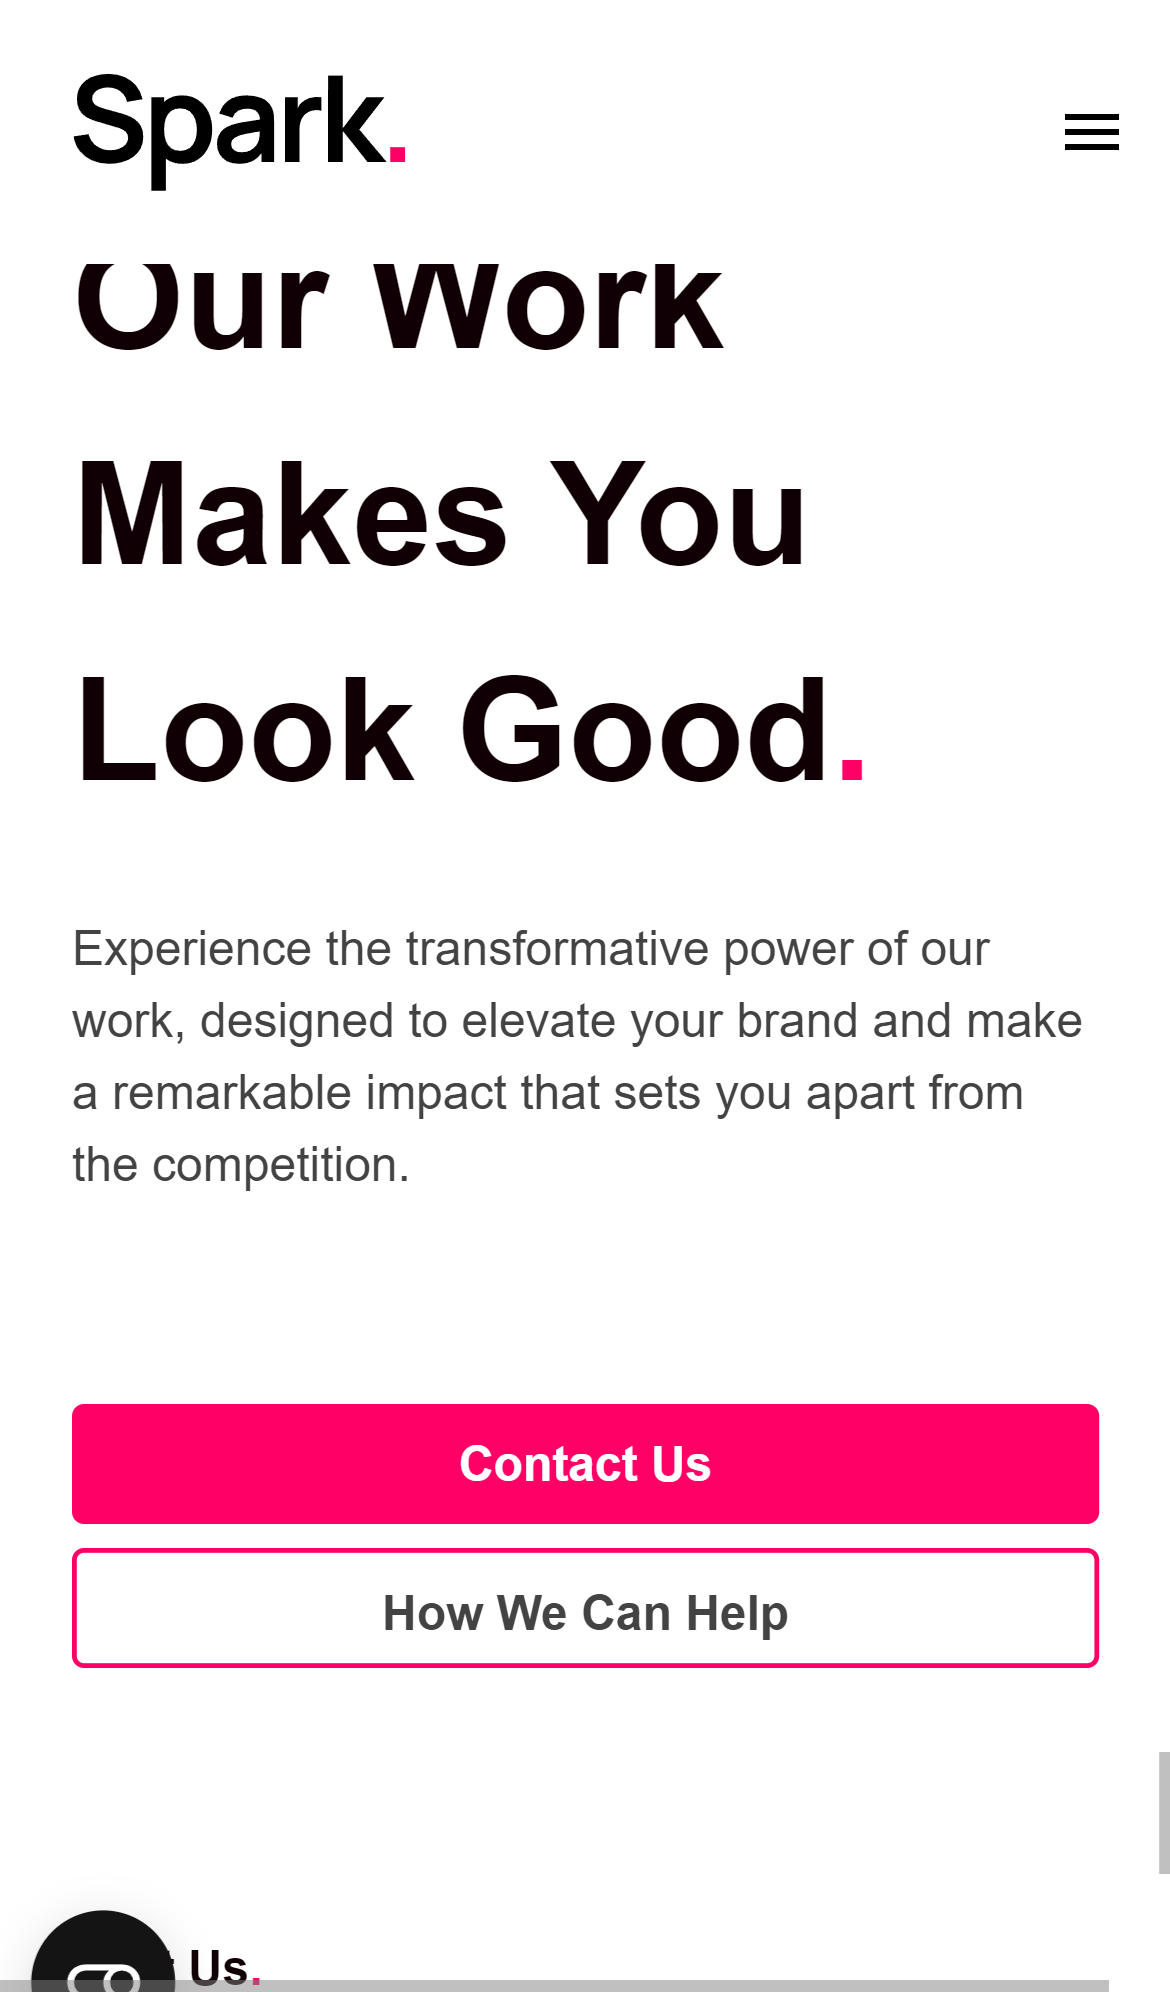 Spark.
Our Work
Makes You
Look Good.
Experience the transformative power of our
work, designed to elevate your brand and make
a remarkable impact that sets you apart from
the competition.
Contact Us
How We Can Help
Us.